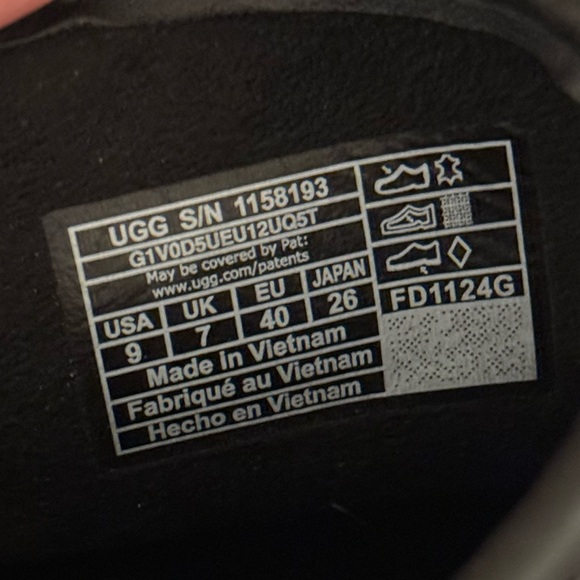 UGG S/N 1158193
G1V0D5UEU12UQ5T
May be covered by Pat:
www.ugg.com/patents
USA UK EU JAPAN
9 7 40 26
Made in Vietnam
Fabriqué au Vietnam
Hecho en Vietnam
FD1124G